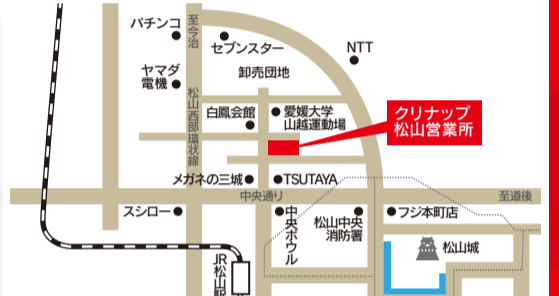 パチンコ
至今治
セブンスター
NTT
ヤマダ
電機
卸売団地
松山西部環状線
白鳳会館
愛媛大学
山越運動場
クリナップ
松山営業所
メガネの三城
TSUTAYA
中央通り
至道後
スシロー
中央ボウル
松山中央
消防署
フジ本町店
松山城
JR松山駅